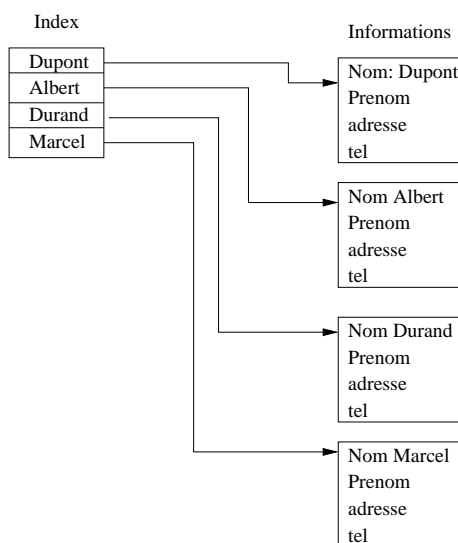 Index
Dupont
Albert
Durand
Marcel
Informations
Nom: Dupont
Prenom
adresse
tel
Nom Albert
Prenom
adresse
tel
Nom Durand
Prenom
adresse
tel
Nom Marcel
Prenom
adresse
tel